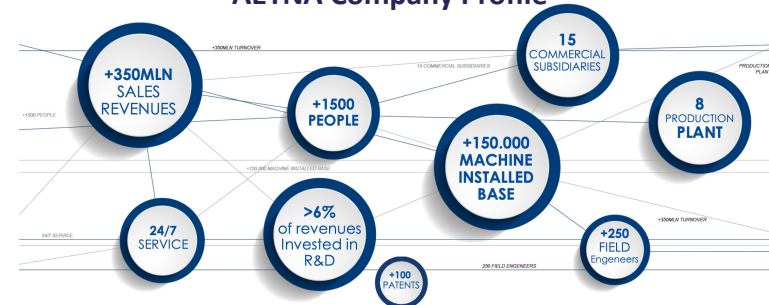 AETNA Company Profile
+350MLN TURNOVER
15
COMMERCIAL
SUBSIDIARIES
+350MLN
SALES
REVENUES
15 COMMERCIAL SUBSIDIARIES
PRODUCTION
PLANT
+1500 PEOPLE
+1500
PEOPLE
8
PRODUCTION
PLANT
+150.000
MACHINE
INSTALLED
BASE
+150.000 MACHINE INSTALLED BASE
>6%
of revenues
Invested in
R&D
24/7
SERVICE
24/7 SERVICE
+350MLN TURNOVER
+250
FIELD
Engeneers
250 FIELD ENGENEERS
+100
PATENTS